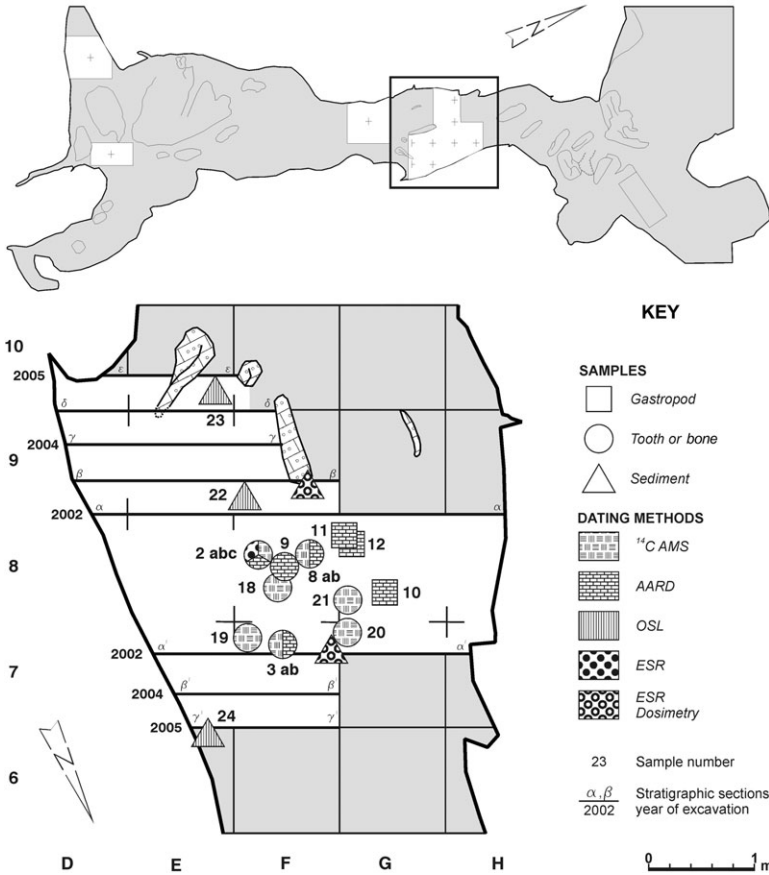 10
2005
ε
ε
23
δ
δ
2004
γ
γ
9
β
β
22
2002
α
α
11
12
2 abc
9
8
8 ab
18
21
10
19
20
3 ab
2002
α'
α'
7
2004
β'
β'
2005
γ'
γ'
24
6
N
D
E
F
G
H
KEY
SAMPLES
Gastropod
Tooth or bone
Sediment
DATING METHODS
¹⁴C AMS
AARD
OSL
ESR
ESR
Dosimetry
23 Sample number
α,β Stratigraphic sections
2002 year of excavation
0 1
m